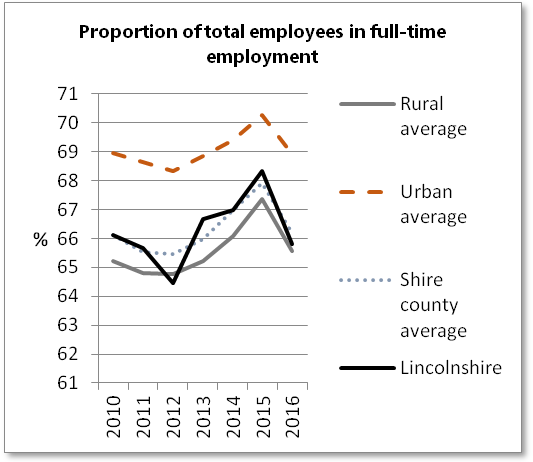 Proportion of total employees in full-time
employment
71
70
69
68
67
66
65
64
63
62
61
%
2010
2011
2012
2013
2014
2015
2016
Rural
average
Urban
average
Shire
county
average
Lincolnshire